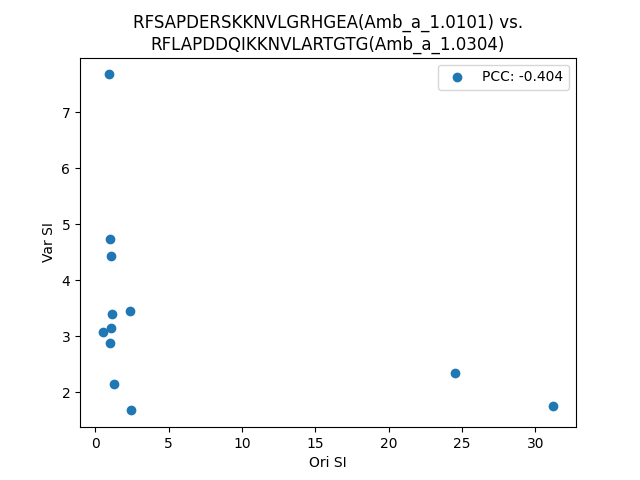 RFSAPDERSKKNVLGRHGEA(Amb_a_1.0101) vs.
RFLAPDDQIKKNVLARTGTG(Amb_a_1.0304)
PCC: -0.404
7
6
5
4
3
2
Var SI
0 5 10 15 20 25 30
Ori SI